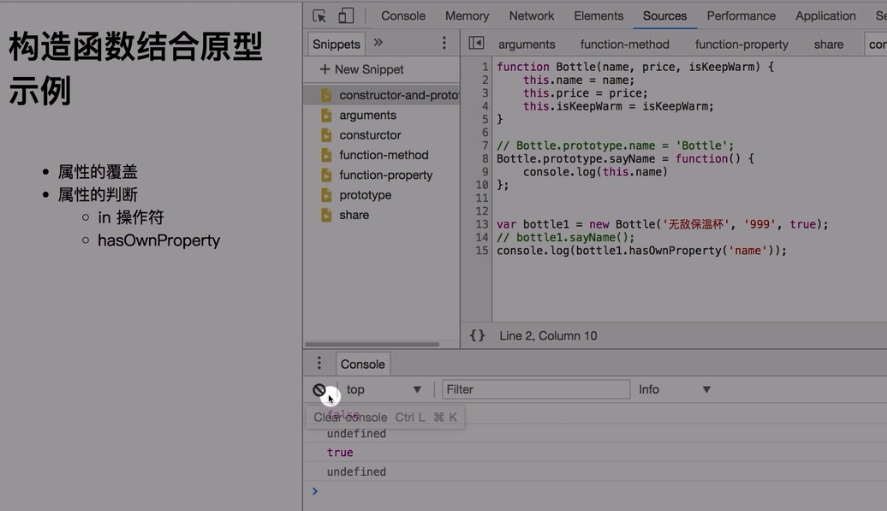 构造函数结合原型
示例
属性的覆盖
属性的判断
in 操作符
hasOwnProperty
Console Memory Network Elements Sources Performance Application Se
Snippets »
+ New Snippet
constructor-and-proto
arguments
consturctor
function-method
function-property
prototype
share
arguments function-method function-property share con
1 function Bottle(name, price, isKeepWarm) {
2 this.name = name;
3 this.price = price;
4 this.isKeepWarm = isKeepWarm;
5 }
6
7 // Bottle.prototype.name = 'Bottle';
8 Bottle.prototype.sayName = function() {
9 console.log(this.name)
10 };
11
12
13 var bottle1 = new Bottle('无敌保温杯', '999', true);
14 // bottle1.sayName();
15 console.log(bottle1.hasOwnProperty('name'));
{} Line 2, Column 10
Console
top Filter Info
false
Clear console Ctrl L ⌘ K
undefined
true
undefined
>